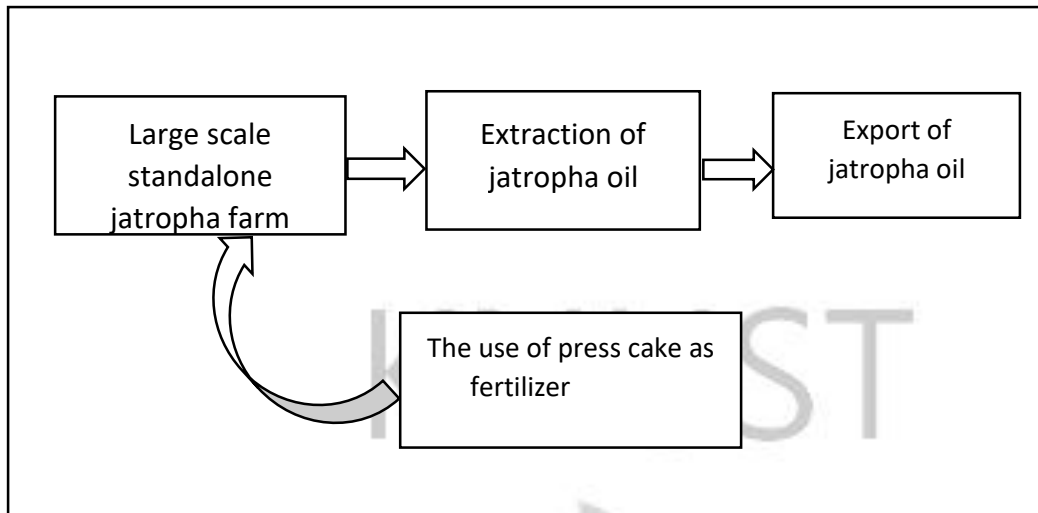 Large scale
standalone
jatropha farm
Extraction of
jatropha oil
Export of
jatropha oil
The use of press cake as
fertilizer